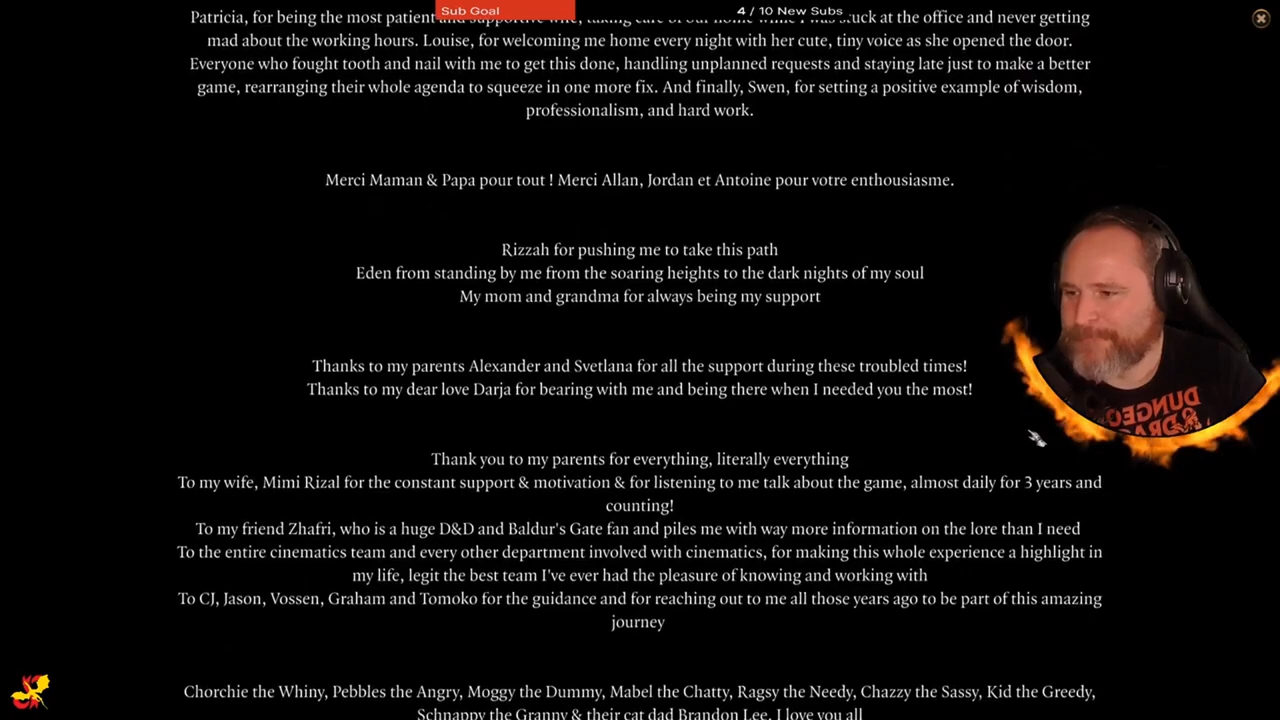 Sub Goal
4 / 10 New Subs
Patricia, for being the most patient and supportive wife, taking care of our home while I was stuck at the office and never getting
mad about the working hours. Louise, for welcoming me home every night with her cute, tiny voice as she opened the door.
Everyone who fought tooth and nail with me to get this done, handling unplanned requests and staying late just to make a better
game, rearranging their whole agenda to squeeze in one more fix. And finally, Swen, for setting a positive example of wisdom,
professionalism, and hard work.
Merci Maman & Papa pour tout ! Merci Allan, Jordan et Antoine pour votre enthousiasme.
Rizzah for pushing me to take this path
Eden from standing by me from the soaring heights to the dark nights of my soul
My mom and grandma for always being my support
Thanks to my parents Alexander and Svetlana for all the support during these troubled times!
Thanks to my dear love Darja for bearing with me and being there when I needed you the most!
Thank you to my parents for everything, literally everything
To my wife, Mimi Rizal for the constant support & motivation & for listening to me talk about the game, almost daily for 3 years and
counting!
To my friend Zhafri, who is a huge D&D and Baldur's Gate fan and piles me with way more information on the lore than I need
To the entire cinematics team and every other department involved with cinematics, for making this whole experience a highlight in
my life, legit the best team I've ever had the pleasure of knowing and working with
To CJ, Jason, Vossen, Graham and Tomoko for the guidance and for reaching out to me all those years ago to be part of this amazing
journey
Chorchie the Whiny, Pebbles the Angry, Moggy the Dummy, Mabel the Chatty, Ragsy the Needy, Chazzy the Sassy, Kid the Greedy,
Schnappy the Granny & their cat dad Brandon Lee. I love you all